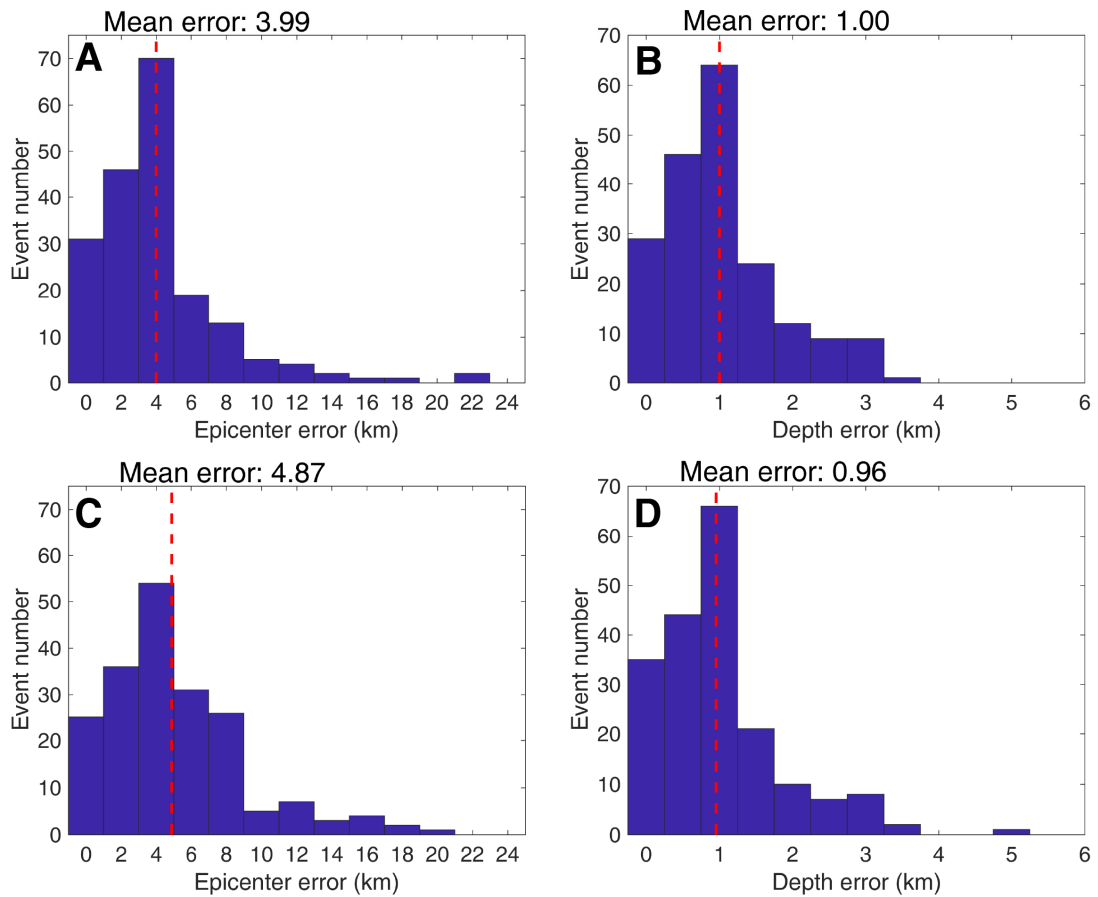 Mean error: 3.99
A
70
60
50
40
30
20
10
0
Event number
0 2 4 6 8 10 12 14 16 18 20 22 24
Epicenter error (km)
Mean error: 1.00
B
70
60
50
40
30
20
10
0
Event number
0 1 2 3 4 5 6
Depth error (km)
Mean error: 4.87
C
70
60
50
40
30
20
10
0
Event number
0 2 4 6 8 10 12 14 16 18 20 22 24
Epicenter error (km)
Mean error: 0.96
D
70
60
50
40
30
20
10
0
Event number
0 1 2 3 4 5 6
Depth error (km)